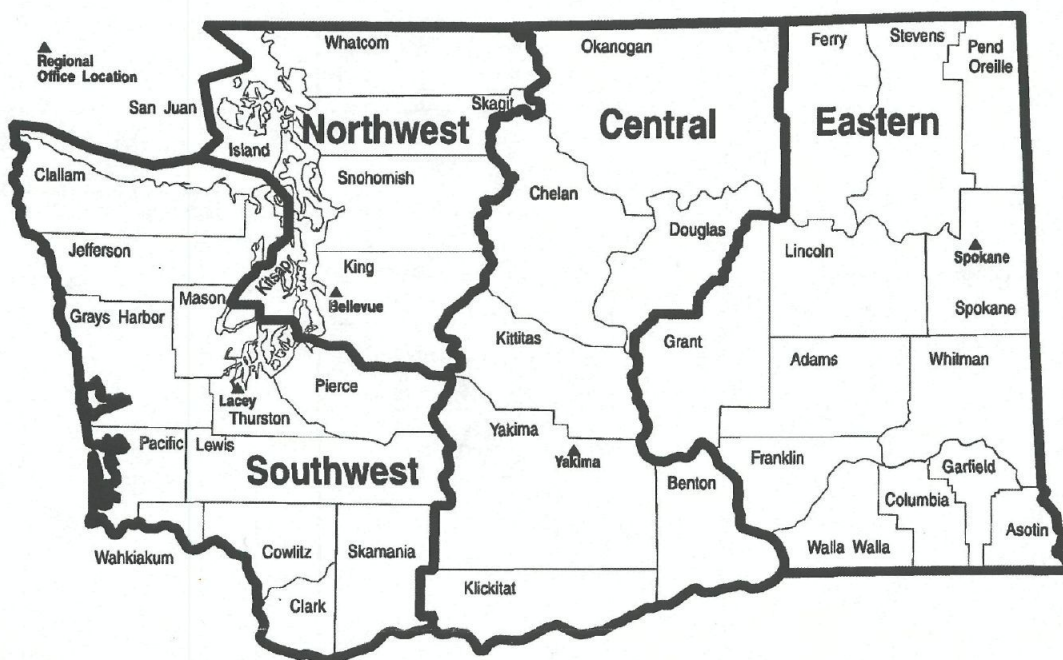 Regional
Office Location
Whatcom
Okanogan
Ferry
Stevens
Pend
Oreille
San Juan
Skagit
Northwest
Central
Eastern
Island
Clallam
Snohomish
Chelan
Douglas
Jefferson
King
Lincoln
Spokane
Kitsap
Mason
Bellevue
Spokane
Grays Harbor
Kittitas
Grant
Adams
Whitman
Pierce
Lacey
Thurston
Yakima
Pacific
Lewis
Yakima
Franklin
Southwest
Benton
Garfield
Columbia
Asotin
Wahkiakum
Cowlitz
Skamania
Walla Walla
Klickitat
Clark